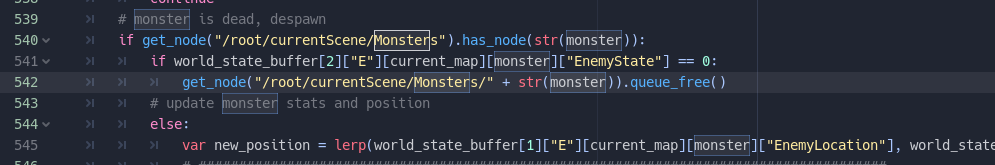 continue
539 # monster is dead, despawn
540 if get_node("/root/currentScene/Monsters").has_node(str(monster)):
541 if world_state_buffer[2]["E"][current_map][monster]["EnemyState"] == 0:
542 get_node("/root/currentScene/Monsters/" + str(monster)).queue_free()
543 # update monster stats and position
544 else:
545 var new_position = lerp(world_state_buffer[1]["E"][current_map][monster]["EnemyLocation"], world_state